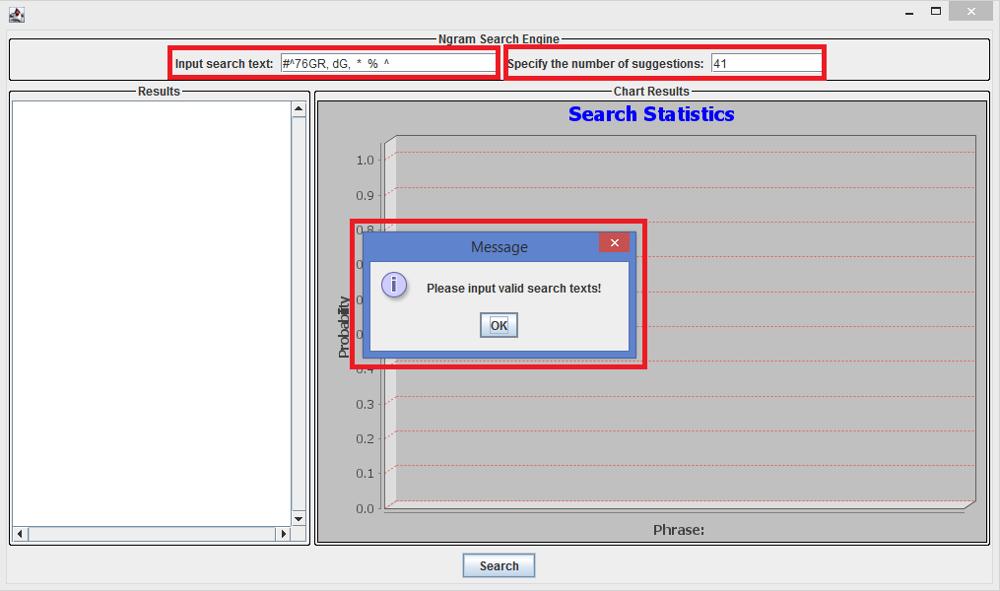 Ngram Search Engine
Input search text: #^76GR, dG, * % ^ Specify the number of suggestions: 41
Results
Chart Results
Search Statistics
1.0
0.9
0.8
0.4
0.3
0.2
0.1
0.0
Probability
Message
i
Please input valid search texts!
OK
Phrase:
Search